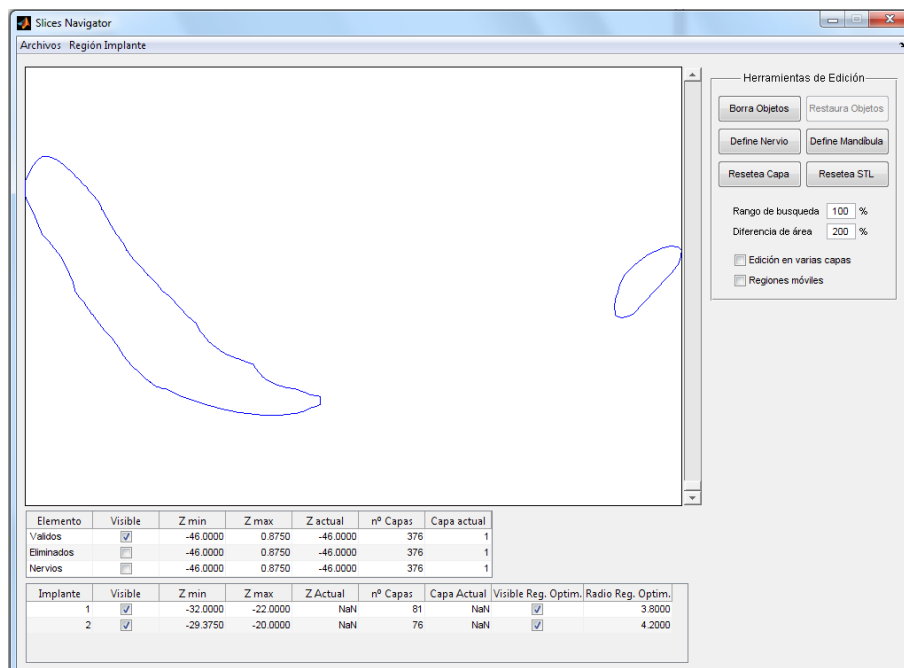 Slices Navigator
Archivos Región Implante
Herramientas de Edición
Borra Objetos Restaura Objetos
Define Nervio Define Mandíbula
Resetea Capa Resetea STL
Rango de busqueda 100 %
Diferencia de área 200 %
Edición en varias capas
Regiones móviles
Elemento Visible Z min Z max Z actual nº Capas Capa actual
Validos -46.0000 0.8750 -46.0000 376 1
Eliminados -46.0000 0.8750 -46.0000 376 1
Nervios -46.0000 0.8750 -46.0000 376 1
Implante Visible Z min Z max Z Actual nº Capas Capa Actual Visible Reg. Optim. Radio Reg. Optim.
1 -32.0000 -22.0000 NaN 81 NaN 3.8000
2 -29.3750 -20.0000 NaN 76 NaN 4.2000